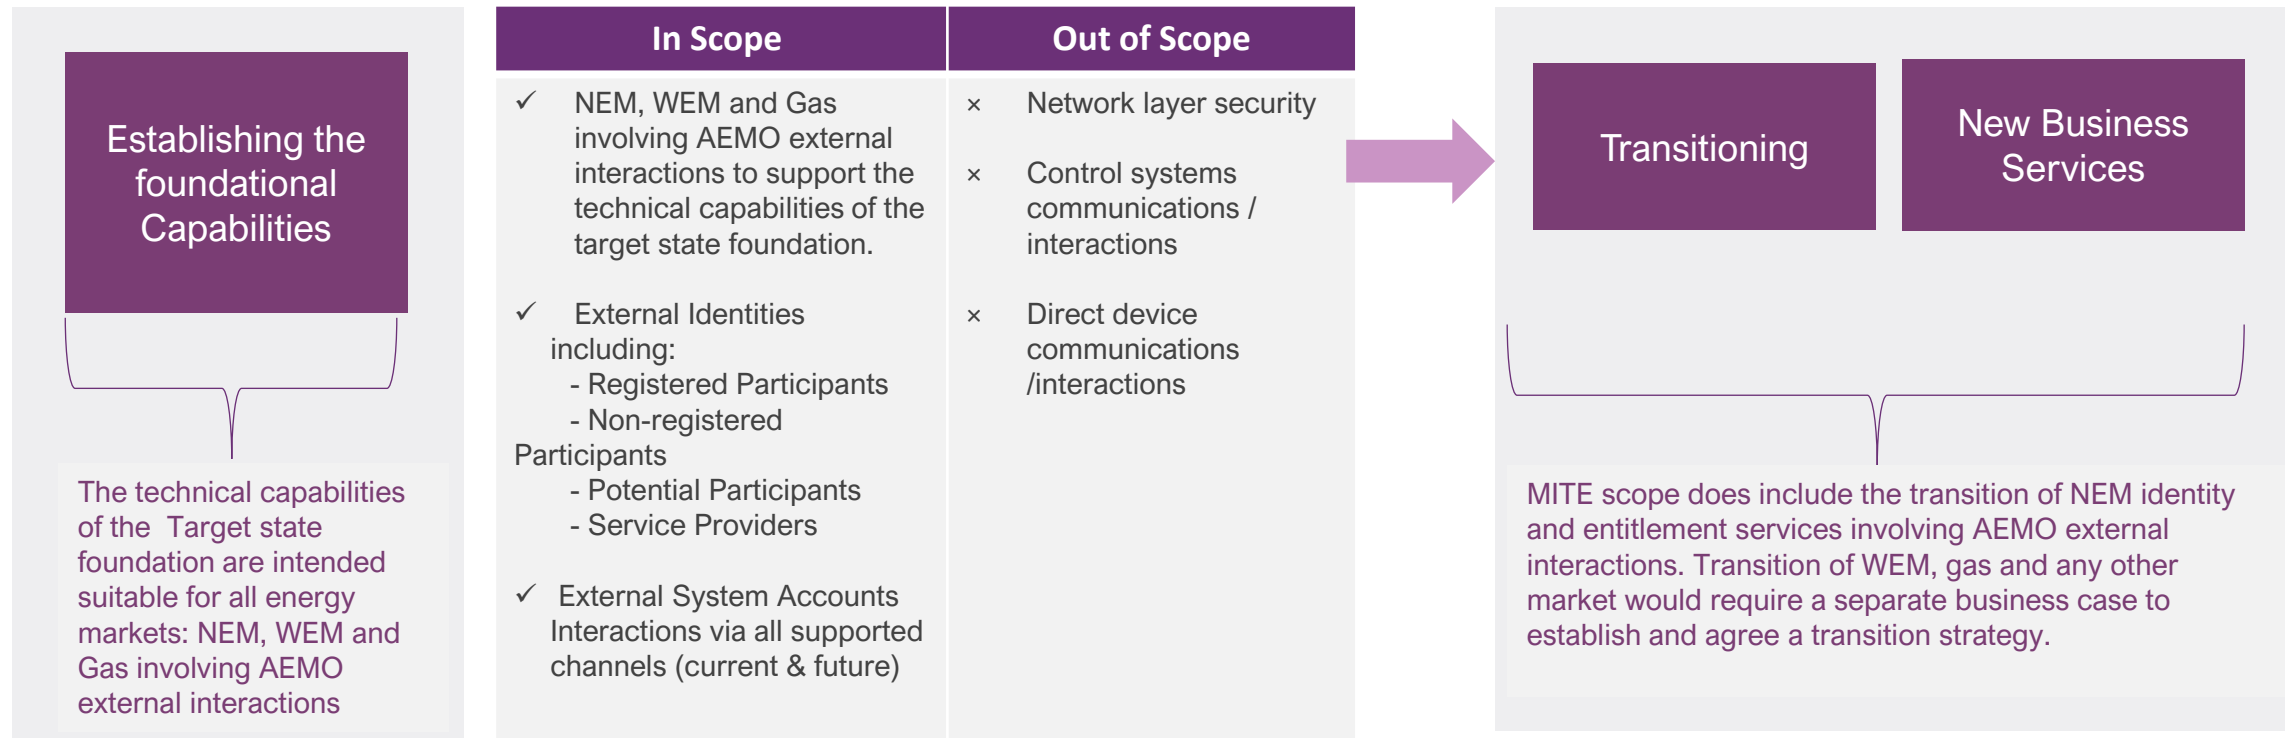 Establishing the
foundational
Capabilities
The technical capabilities
of the Target state
foundation are intended
suitable for all energy
markets: NEM, WEM and
Gas involving AEMO
external interactions
In Scope
✓ NEM, WEM and Gas
involving AEMO external
interactions to support the
technical capabilities of the
target state foundation.
✓ External Identities
including:
- Registered Participants
- Non-registered
Participants
- Potential Participants
- Service Providers
✓ External System Accounts
Interactions via all supported
channels (current & future)
Out of Scope
× Network layer security
× Control systems
communications /
interactions
× Direct device
communications
/interactions
Transitioning
New Business
Services
MITE scope does include the transition of NEM identity
and entitlement services involving AEMO external
interactions. Transition of WEM, gas and any other
market would require a separate business case to
establish and agree a transition strategy.